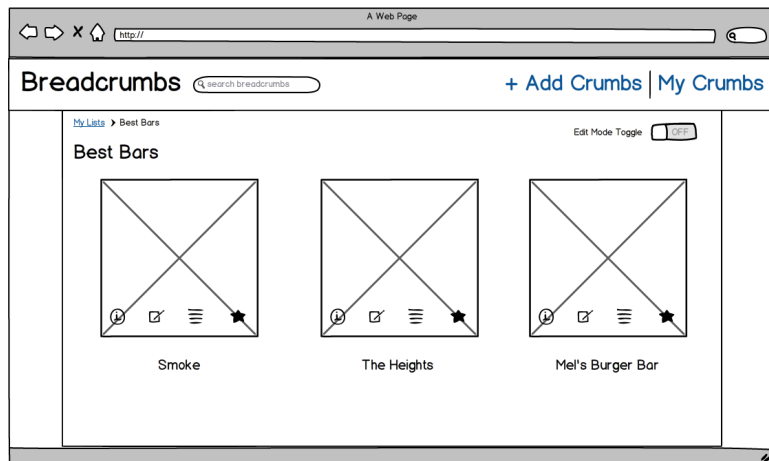 A Web Page
http://
Breadcrumbs
search breadcrumbs
+ Add Crumbs
My Crumbs
My Lists > Best Bars
Edit Mode Toggle
OFF
Best Bars
Smoke
The Heights
Mel's Burger Bar